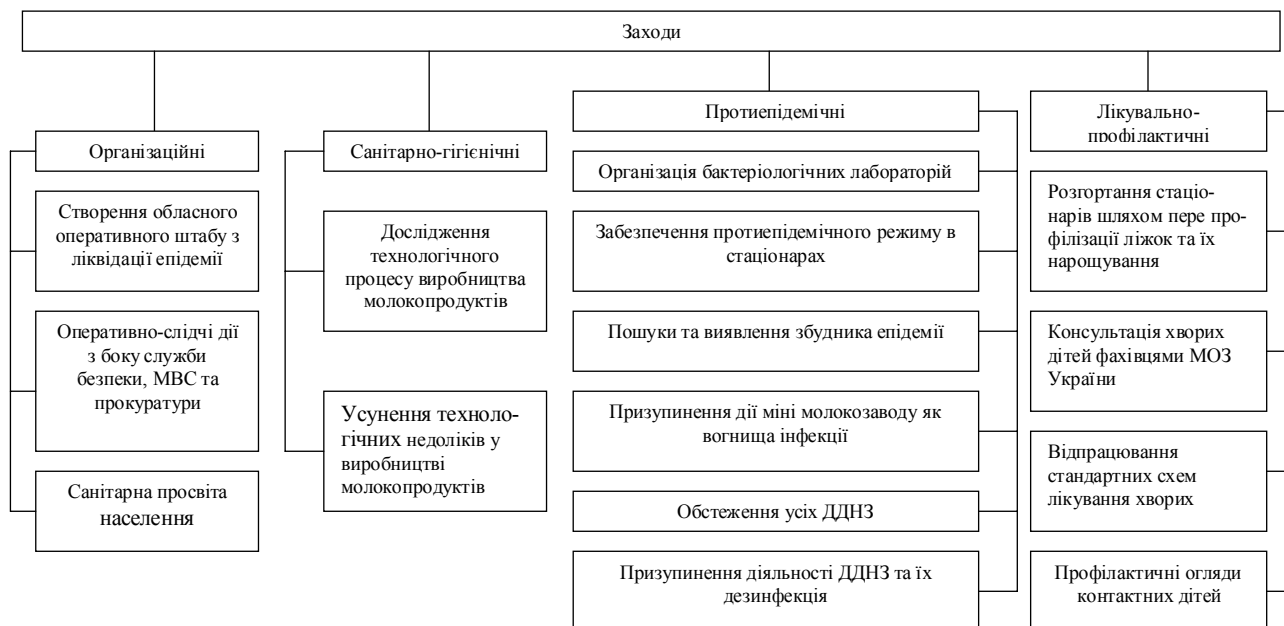 Заходи
Організаційні
Створення обласного
оперативного штабу з
ліквідації епідемії
Оперативно-слідчі дії
з боку служби
безпеки, МВС та
прокуратури
Санітарна просвіта
населення
Санітарно-гігієнічні
Дослідження
технологічного
процесу виробництва
молокопродуктів
Усунення техноло-
гічних недоліків у
виробництві
молокопродуктів
Протиепідемічні
Організація бактеріологічних лабораторій
Забезпечення протиепідемічного режиму в
стаціонарах
Пошуки та виявлення збудника епідемії
Призупинення дії міні молокозаводу як
вогнища інфекції
Обстеження усіх ДДНЗ
Призупинення діяльності ДДНЗ та їх
дезинфекція
Лікувально-
профілактичні
Розгортання стаціо-
нарів шляхом пере про-
філізації ліжок та їх
нарощування
Консультація хворих
дітей фахівцями МОЗ
України
Відпрацювання
стандартних схем
лікування хворих
Профілактичні огляди
контактних дітей